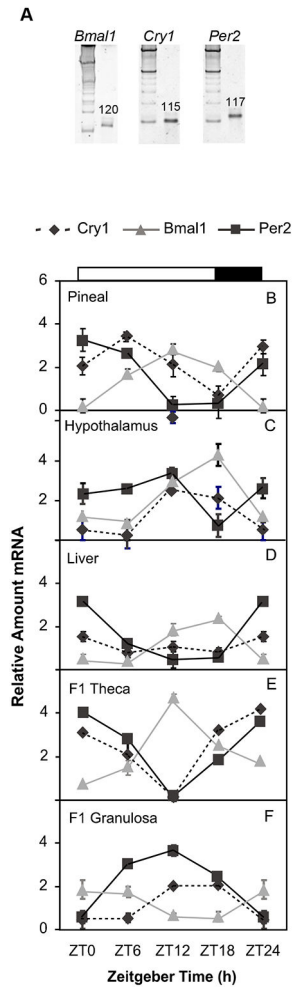 A
Bmal1 Cry1 Per2
120 115 117
Cry1 Bmal1 Per2
6
Pineal B
4
2
0
Hypothalamus C
4
2
Liver D
4
2
F1 Theca E
4
2
F1 Granulosa F
4
2
0
ZT0 ZT6 ZT12 ZT18 ZT24
Zeitgeber Time (h)
Relative Amount mRNA